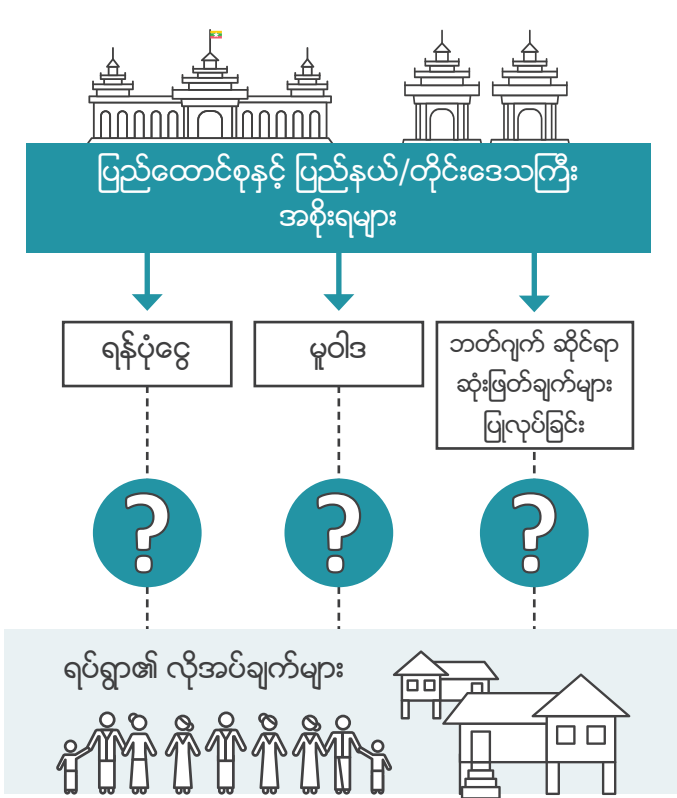 ပြည်ထောင်စုနှင့် ပြည်နယ်/တိုင်းဒေသကြီး
အစိုးရများ
ရန်ပုံငွေ
မူဝါဒ
ဘတ်ဂျက် ဆိုင်ရာ
ဆုံးဖြတ်ချက်များ
ပြုလုပ်ခြင်း
?
?
?
ရပ်ရွာ၏ လိုအပ်ချက်များ